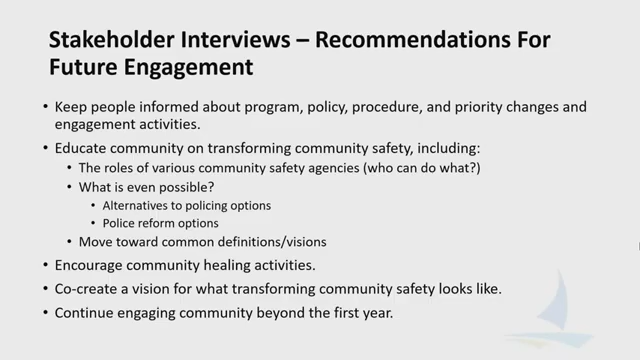 Stakeholder Interviews – Recommendations For
Future Engagement
• Keep people informed about program, policy, procedure, and priority changes and
engagement activities.
• Educate community on transforming community safety, including:
• The roles of various community safety agencies (who can do what?)
• What is even possible?
• Alternatives to policing options
• Police reform options
• Move toward common definitions/visions
• Encourage community healing activities.
• Co-create a vision for what transforming community safety looks like.
• Continue engaging community beyond the first year.